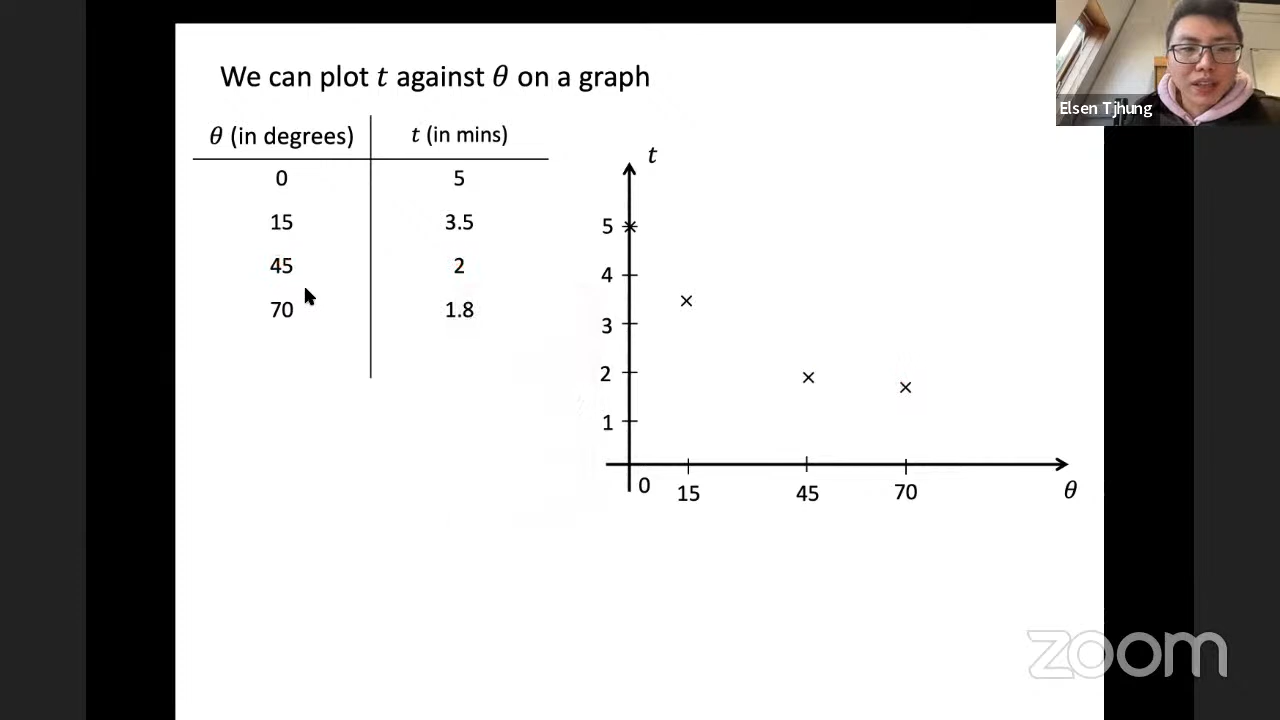 We can plot t against θ on a graph
Elsen Tjhung
θ (in degrees) t (in mins)
0 5
15 3.5
45 2
70 1.8
t
5
4
3
2
1
0 15 45 70 θ
zoom